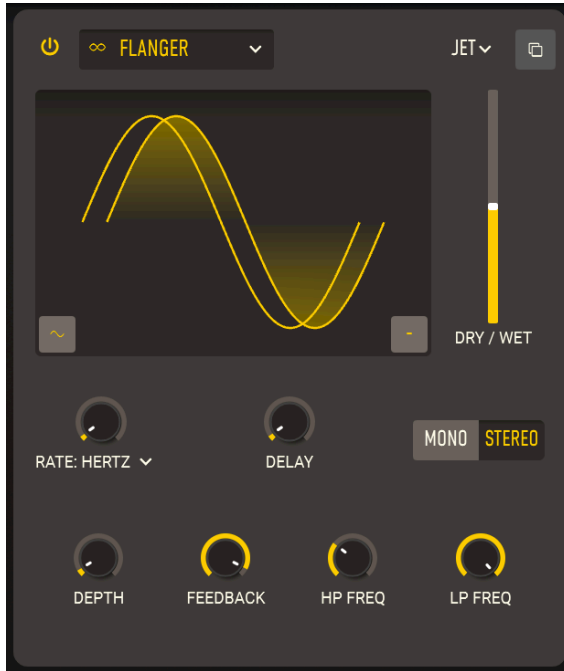 FLANGER
JET
DRY / WET
RATE: HERTZ
DELAY
MONO STEREO
DEPTH
FEEDBACK
HP FREQ
LP FREQ